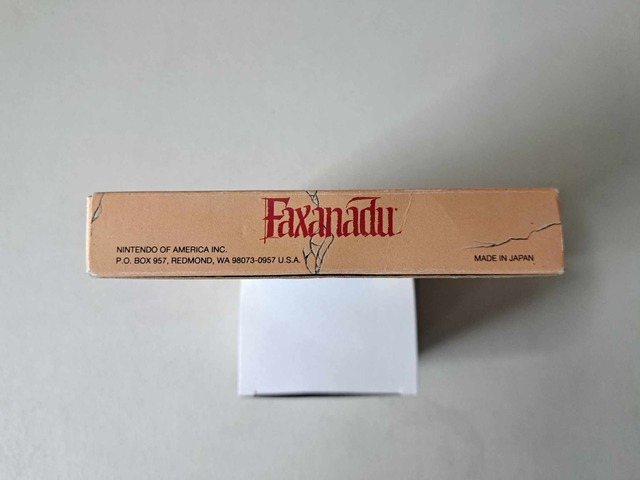 Faxanadu
NINTENDO OF AMERICA INC.
P.O. BOX 957, REDMOND, WA 98073-0957 U.S.A.
MADE IN JAPAN